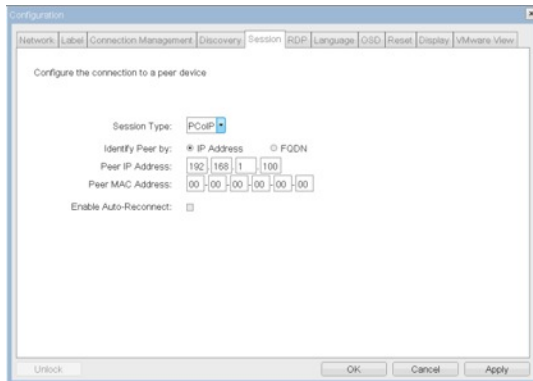 Configuration
Network Label Connection Management Discovery Session RDP Language OSD Reset Display VMware View
Configure the connection to a peer device
Session Type: PCoIP
Identify Peer by: IP Address FQDN
Peer IP Address: 192 . 168 . 1 . 100
Peer MAC Address: 00 - 00 - 00 - 00 - 00 - 00
Enable Auto-Reconnect:
Unlock OK Cancel Apply